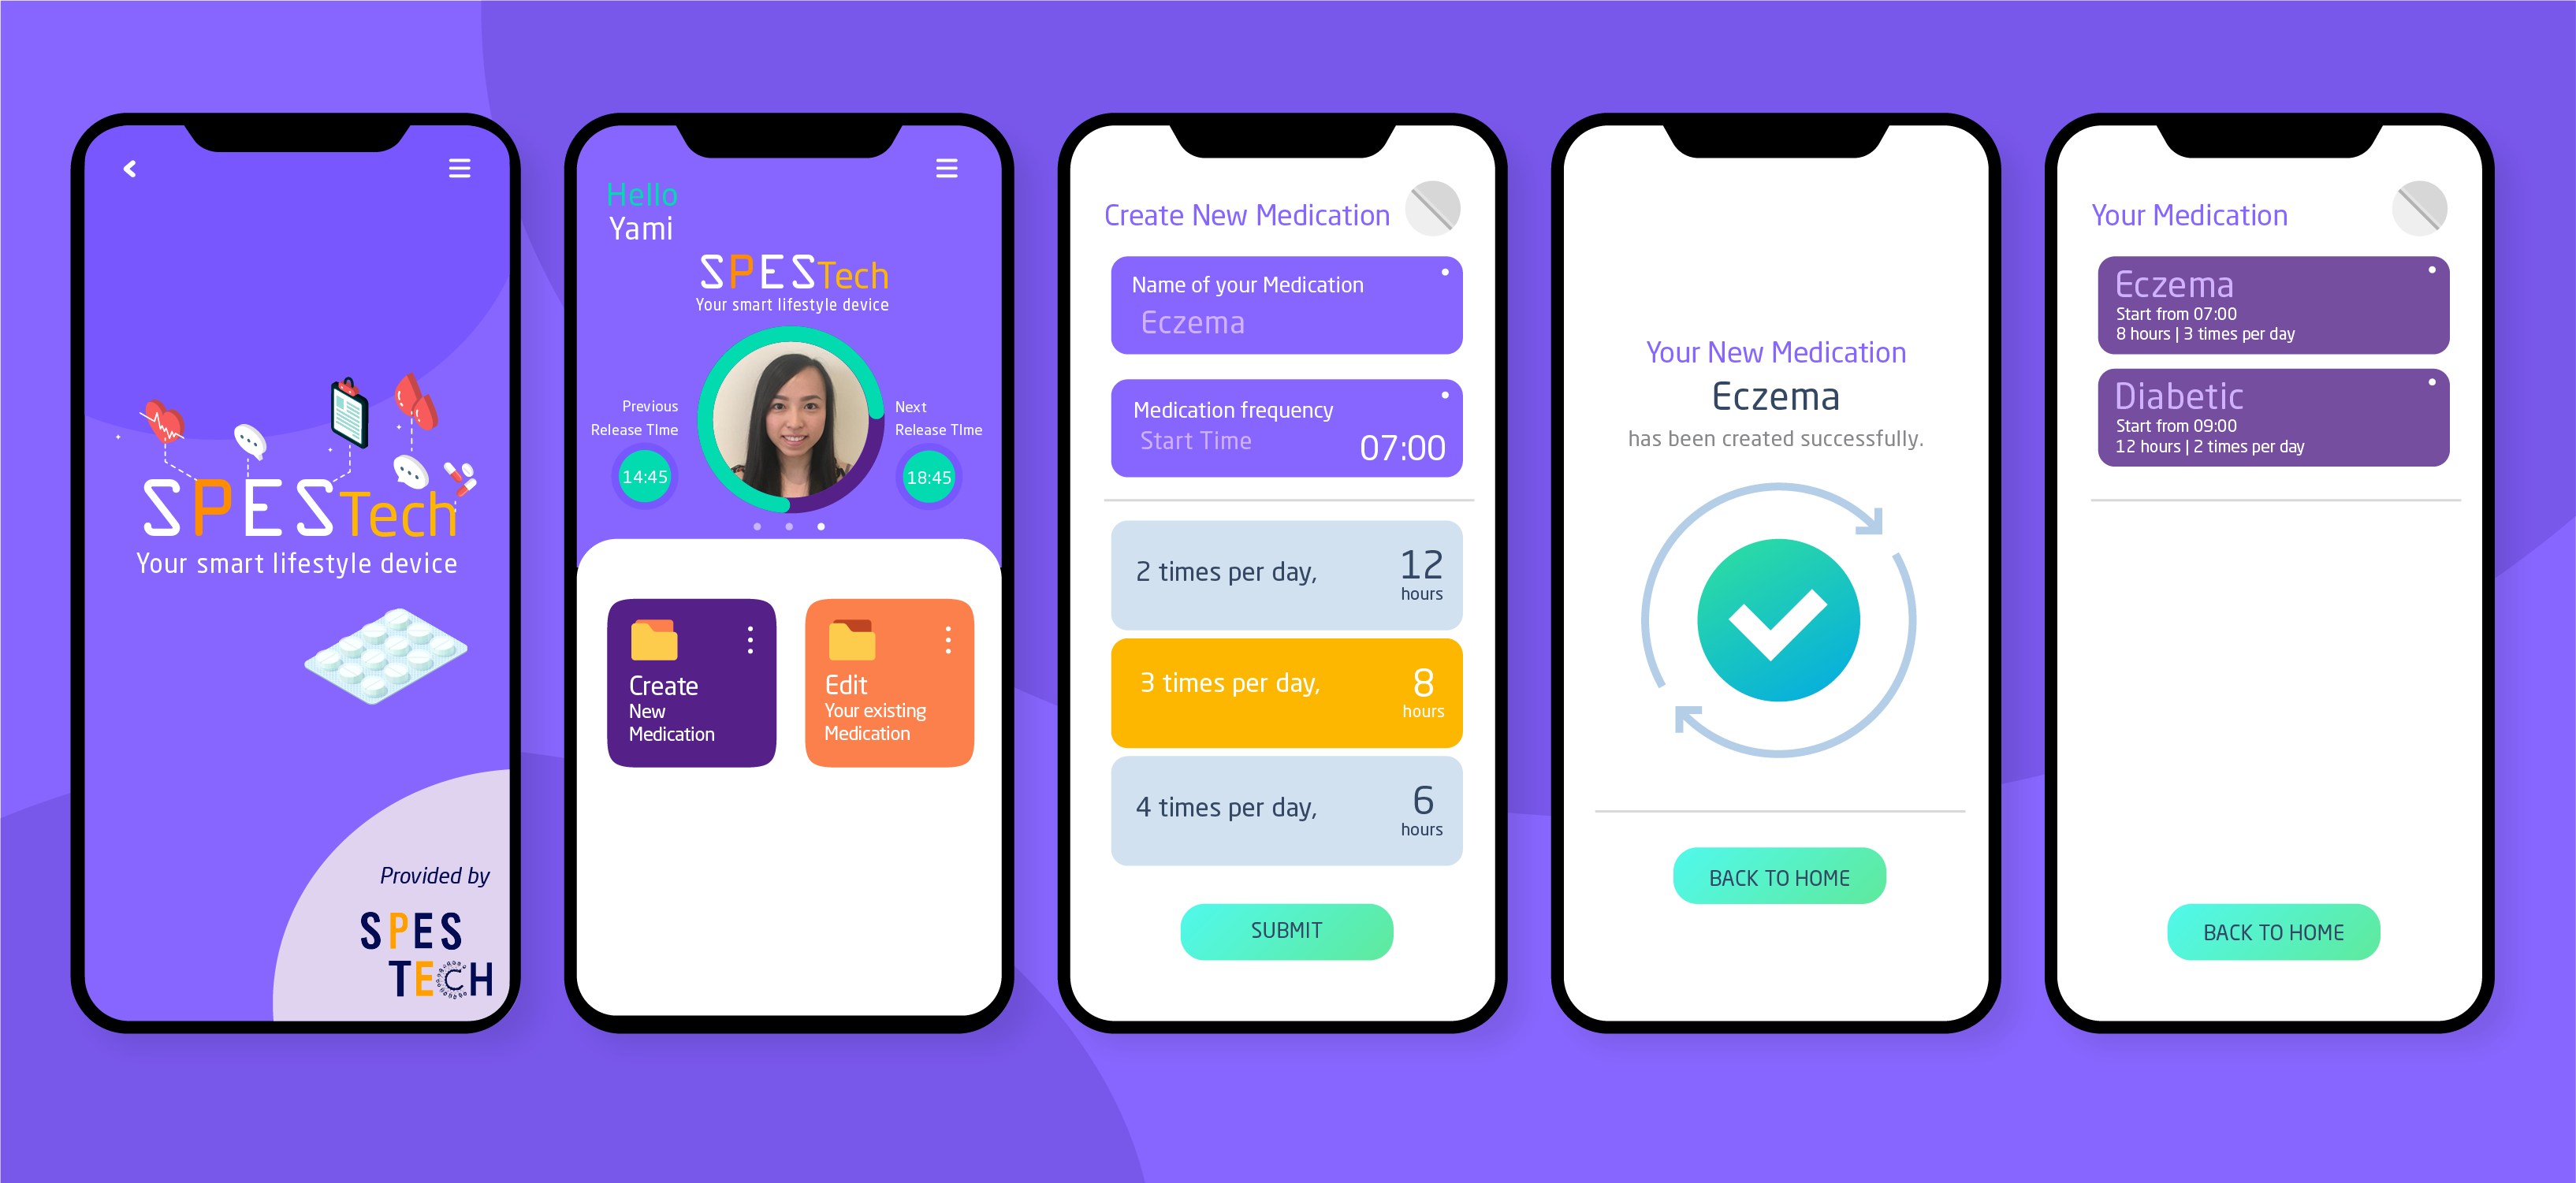 SPESTech
Your smart lifestyle device
Provided by
SPES
TECH
Hello
Yami
SPESTech
Your smart lifestyle device
Previous
Release TIme
14:45
Next
Release TIme
18:45
Create
New
Medication
Edit
Your existing
Medication
Create New Medication
Name of your Medication
Eczema
Medication frequency
Start Time 07:00
2 times per day, 12
hours
3 times per day, 8
hours
4 times per day, 6
hours
SUBMIT
Your New Medication
Eczema
has been created successfully.
BACK TO HOME
Your Medication
Eczema
Start from 07:00
8 hours | 3 times per day
Diabetic
Start from 09:00
12 hours | 2 times per day
BACK TO HOME